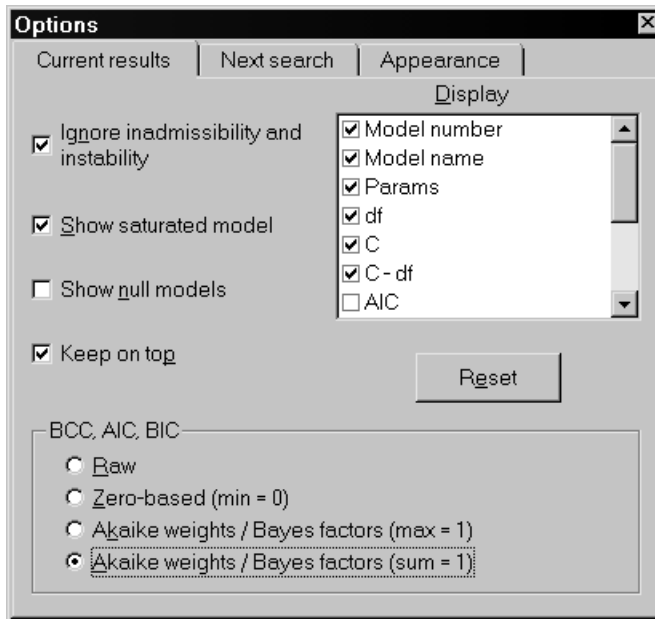 Options
Current results
Next search
Appearance
Display
Ignore inadmissibility and
instability
Show saturated model
Show null models
Keep on top
Model number
Model name
Params
df
C
C - df
AIC
Reset
BCC, AIC, BIC
Raw
Zero-based (min = 0)
Akaike weights / Bayes factors (max = 1)
Akaike weights / Bayes factors (sum = 1)